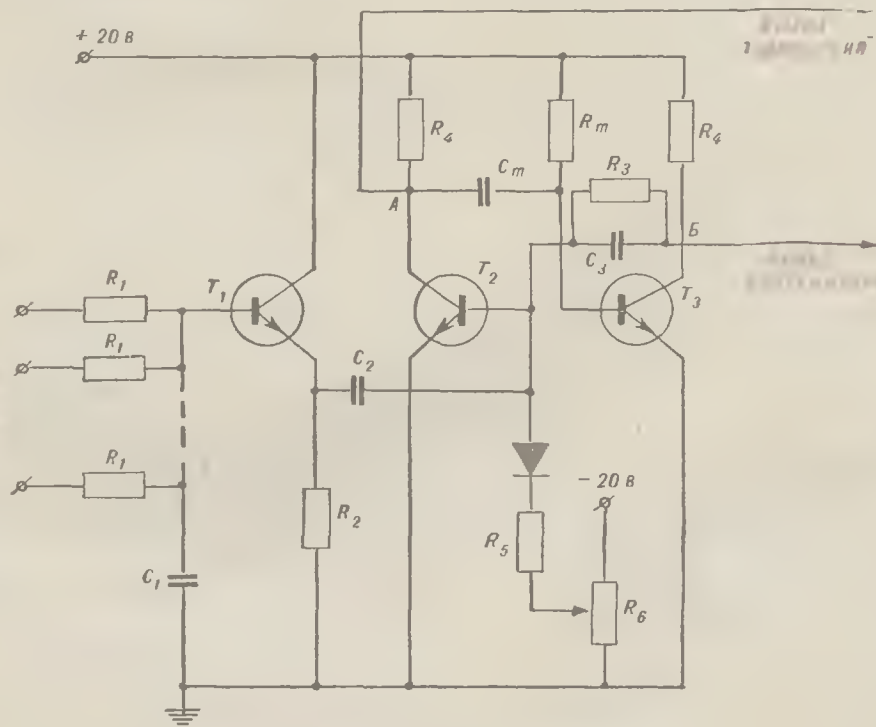 + 20 в
R₄
Rₘ
R₄
Cₘ
R₃
А
Б
C₃
R₁
T₁
T₂
T₃
R₁
C₂
R₁
R₂
− 20 в
R₅
C₁
R₆